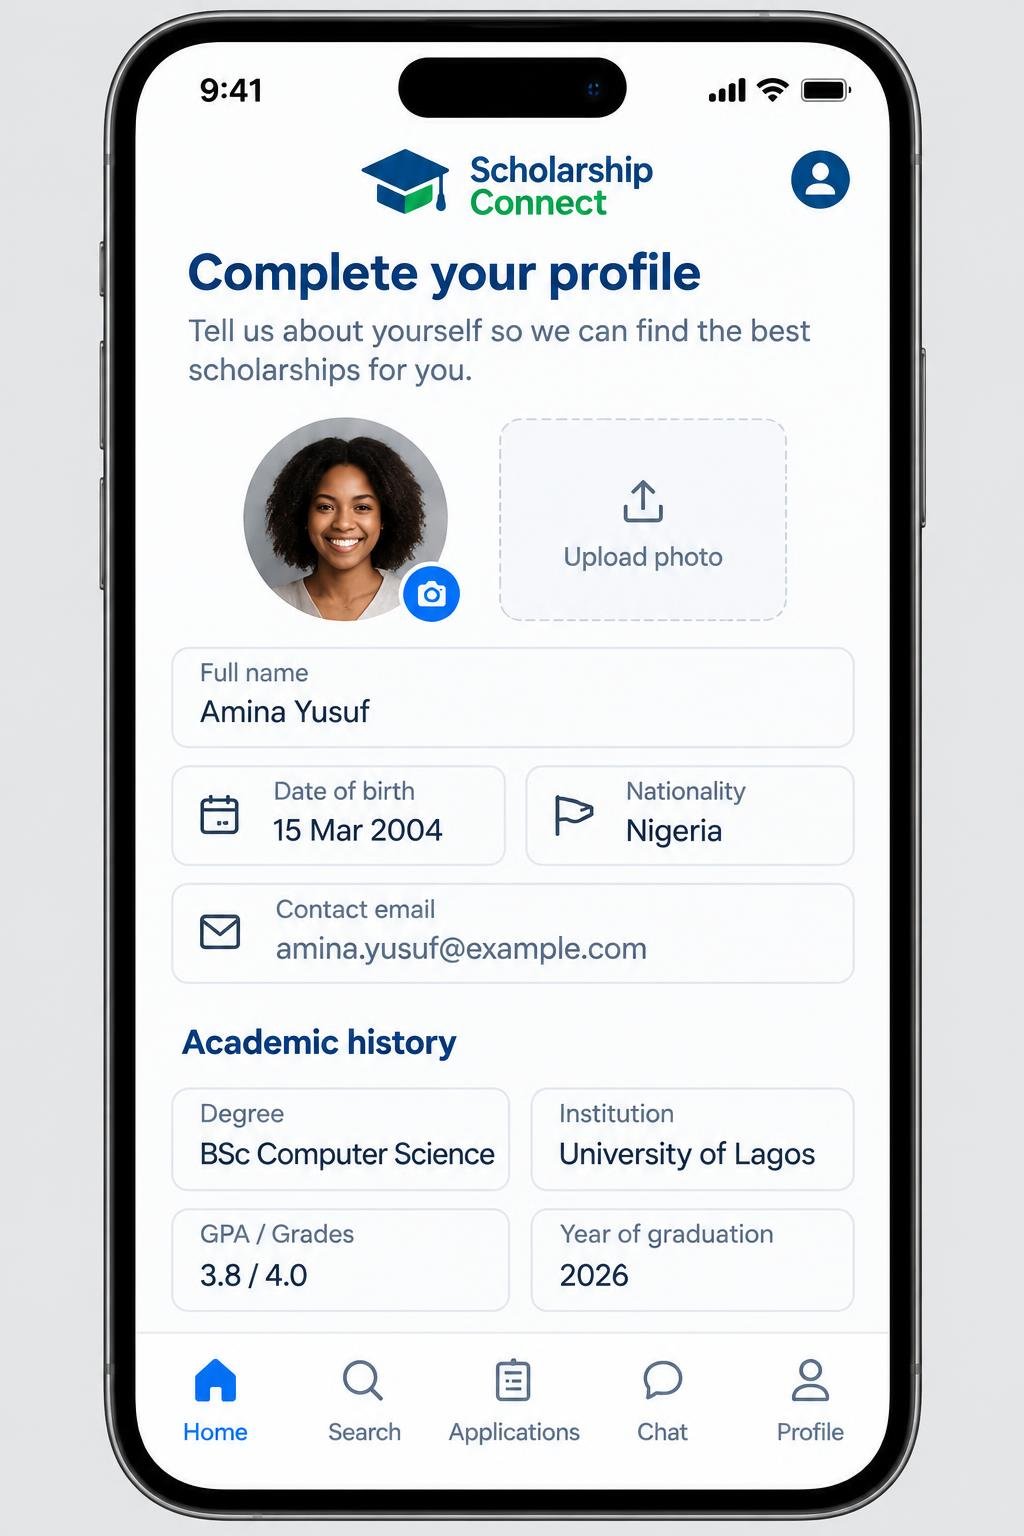 9:41
Scholarship
Connect
Complete your profile
Tell us about yourself so we can find the best
scholarships for you.
Upload photo
Full name
Amina Yusuf
Date of birth
15 Mar 2004
Nationality
Nigeria
Contact email
amina.yusuf@example.com
Academic history
Degree
BSc Computer Science
Institution
University of Lagos
GPA / Grades
3.8 / 4.0
Year of graduation
2026
Home
Search
Applications
Chat
Profile